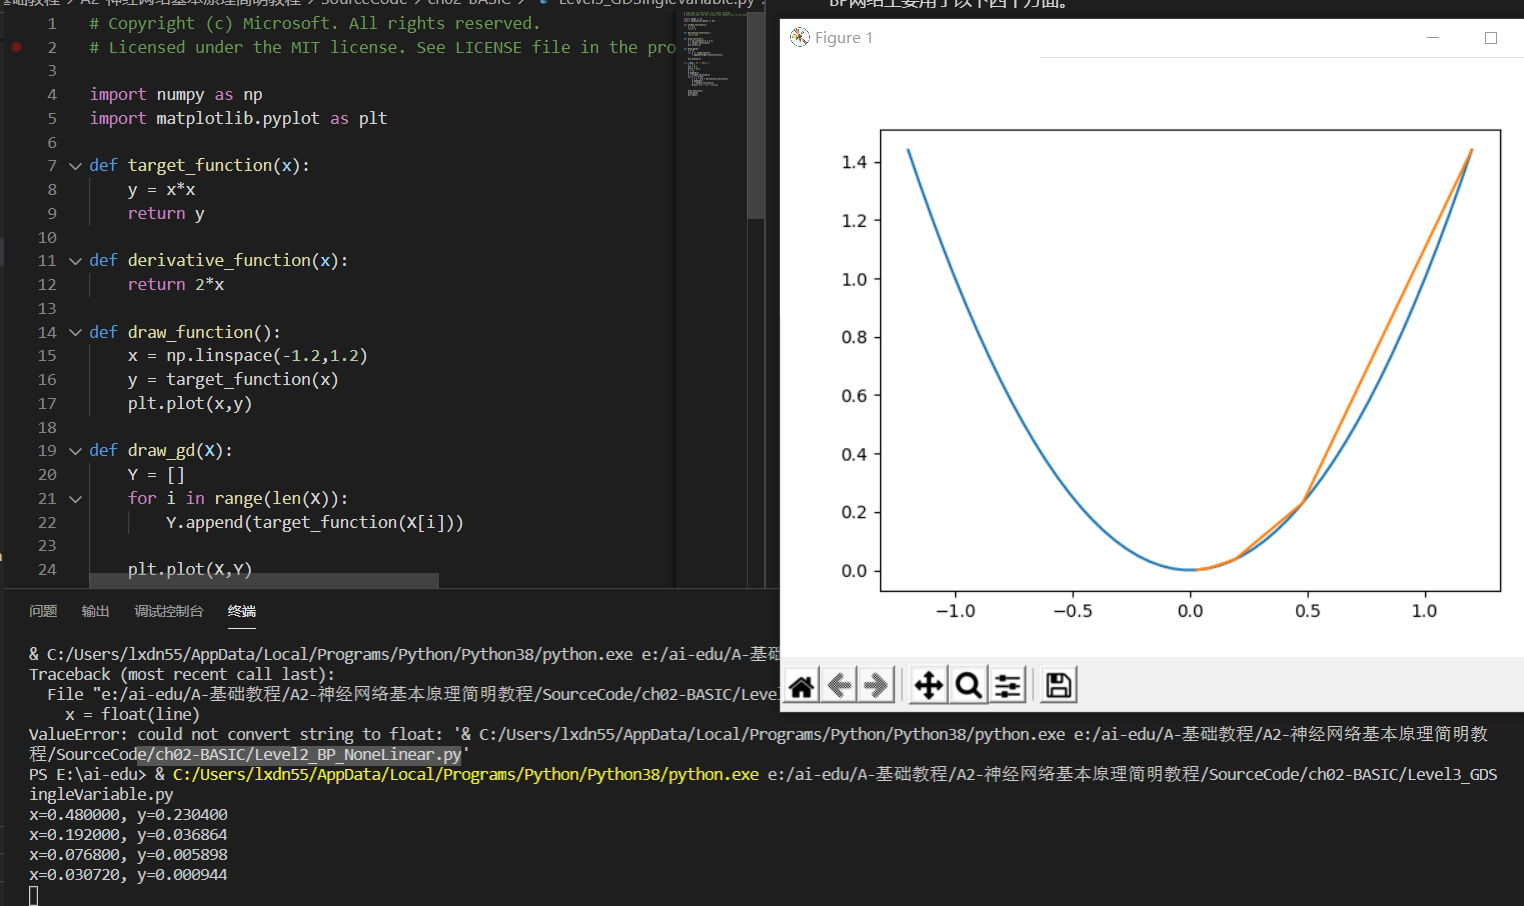 基础教程 > A2-神经网络基本原理简明教程 > SourceCode > ch02-BASIC > Level3_GDSingleVariable.py
BP网络主要用于以下四个方面。
1 # Copyright (c) Microsoft. All rights reserved.
2 # Licensed under the MIT license. See LICENSE file in the pro
3
4 import numpy as np
5 import matplotlib.pyplot as plt
6
7 def target_function(x):
8 y = x*x
9 return y
10
11 def derivative_function(x):
12 return 2*x
13
14 def draw_function():
15 x = np.linspace(-1.2,1.2)
16 y = target_function(x)
17 plt.plot(x,y)
18
19 def draw_gd(X):
20 Y = []
21 for i in range(len(X)):
22 Y.append(target_function(X[i]))
23
24 plt.plot(X,Y)
Figure 1
1.4
1.2
1.0
0.8
0.6
0.4
0.2
0.0
−1.0 −0.5 0.0 0.5 1.0
问题 输出 调试控制台 终端
& C:/Users/lxdn55/AppData/Local/Programs/Python/Python38/python.exe e:/ai-edu/A-基础
Traceback (most recent call last):
File "e:/ai-edu/A-基础教程/A2-神经网络基本原理简明教程/SourceCode/ch02-BASIC/Level
x = float(line)
ValueError: could not convert string to float: '& C:/Users/lxdn55/AppData/Local/Programs/Python/Python38/python.exe e:/ai-edu/A-基础教程/A2-神经网络基本原理简明教
程/SourceCode/ch02-BASIC/Level2_BP_NoneLinear.py'
PS E:\ai-edu> & C:/Users/lxdn55/AppData/Local/Programs/Python/Python38/python.exe e:/ai-edu/A-基础教程/A2-神经网络基本原理简明教程/SourceCode/ch02-BASIC/Level3_GDS
ingleVariable.py
x=0.480000, y=0.230400
x=0.192000, y=0.036864
x=0.076800, y=0.005898
x=0.030720, y=0.000944